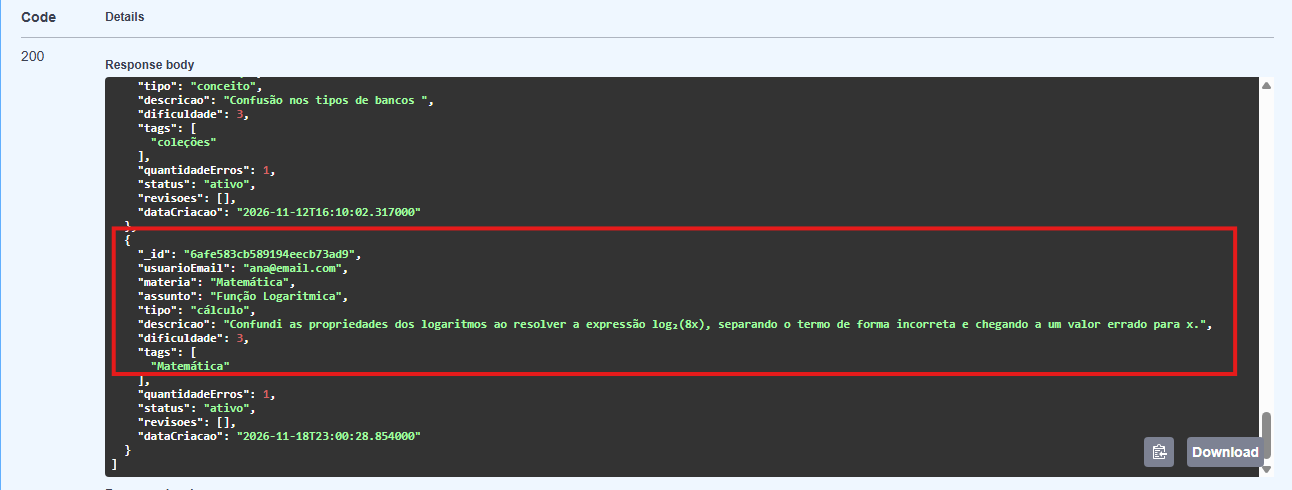 Code Details
200
Response body
"tipo": "conceito",
"descricao": "Confusão nos tipos de bancos ",
"dificuldade": 3,
"tags": [
"coleções"
],
"quantidadeErros": 1,
"status": "ativo",
"revisoes": [],
"dataCriacao": "2026-11-12T16:10:02.317000"
},
{
"_id": "6afe583cb589194eecb73ad9",
"usuarioEmail": "ana@email.com",
"materia": "Matemática",
"assunto": "Função Logaritmica",
"tipo": "cálculo",
"descricao": "Confundi as propriedades dos logaritmos ao resolver a expressão log₂(8x), separando o termo de forma incorreta e chegando a um valor errado para x.",
"dificuldade": 3,
"tags": [
"Matemática"
],
"quantidadeErros": 1,
"status": "ativo",
"revisoes": [],
"dataCriacao": "2026-11-18T23:00:28.854000"
}
]
Download